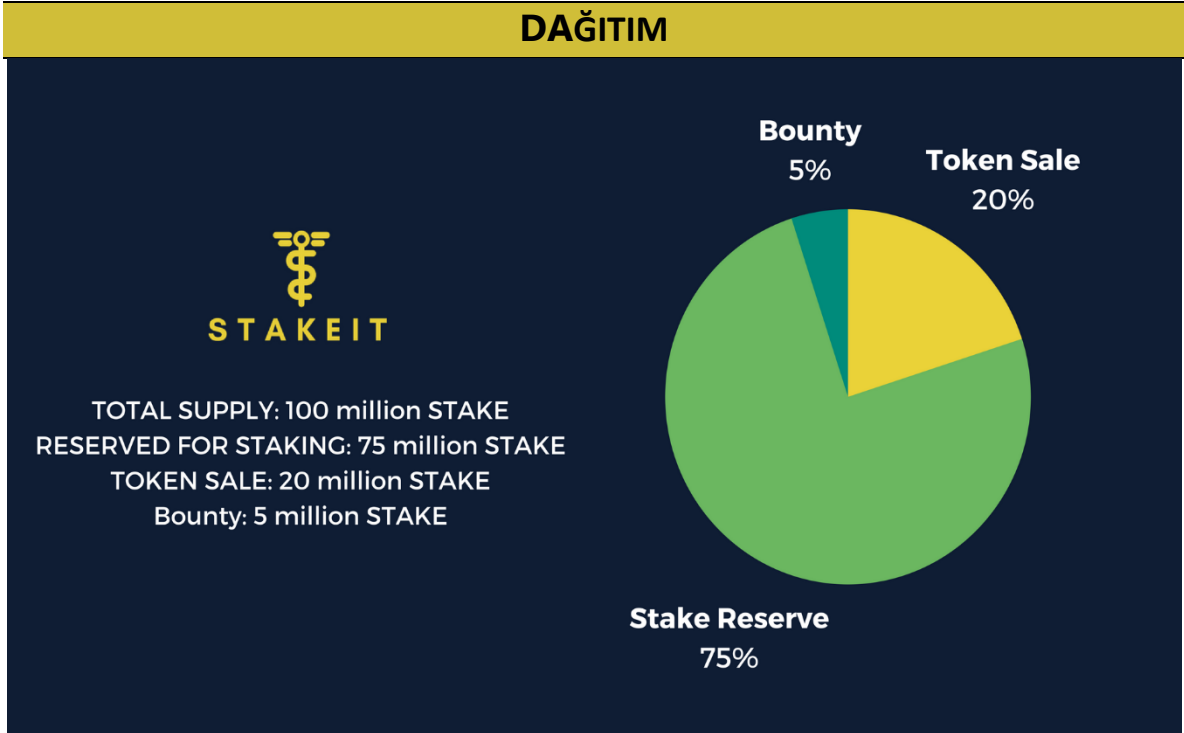 DAĞITIM
Bounty
5%
Token Sale
20%
STAKEIT
TOTAL SUPPLY: 100 million STAKE
RESERVED FOR STAKING: 75 million STAKE
TOKEN SALE: 20 million STAKE
Bounty: 5 million STAKE
Stake Reserve
75%